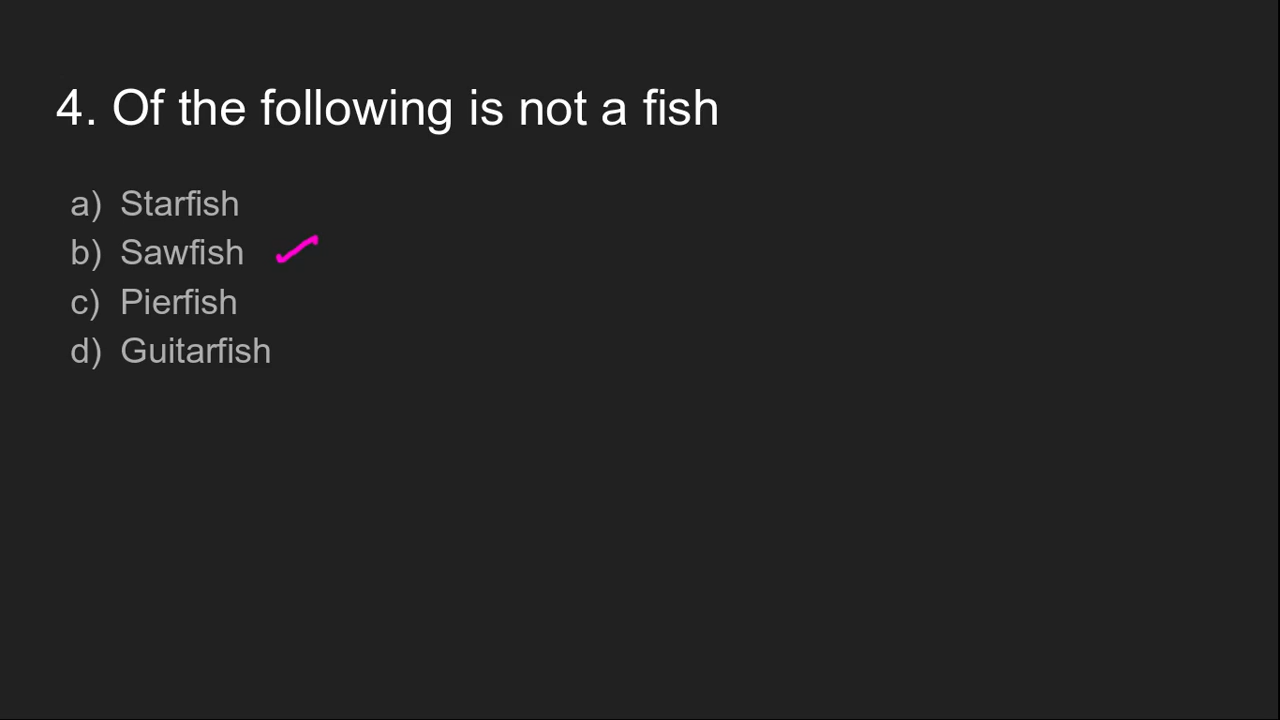 4. Of the following is not a fish
a) Starfish
b) Sawfish
c) Pierfish
d) Guitarfish